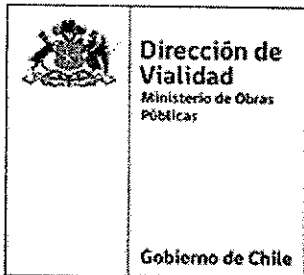 Dirección de
Vialidad
Ministerio de Obras
Públicas
Gobierno de Chile